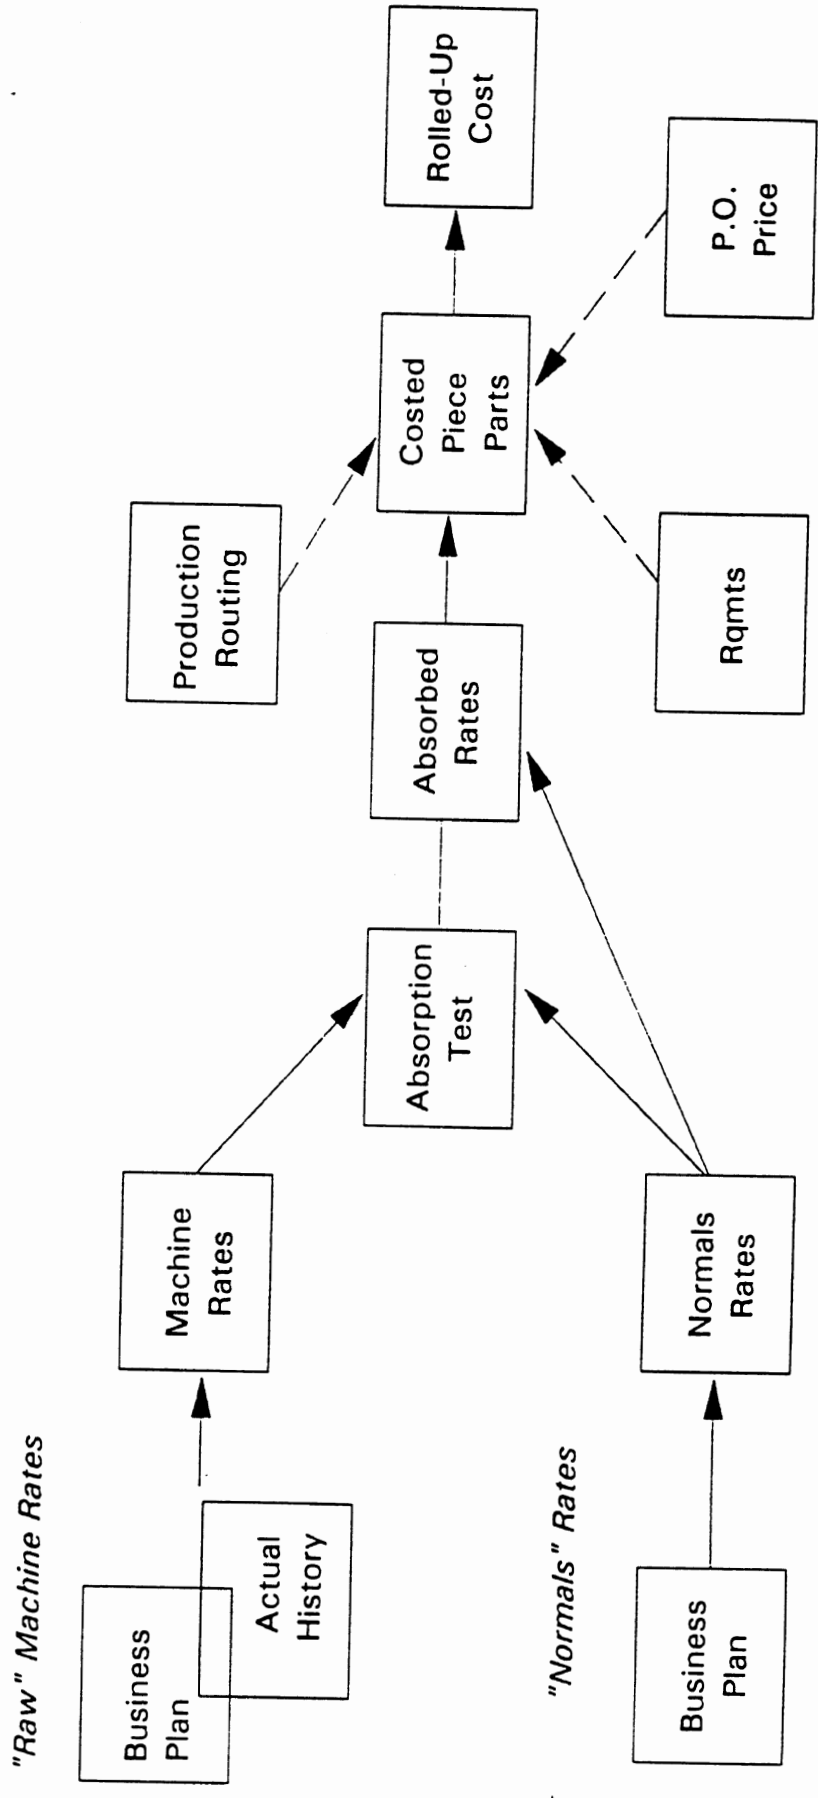 "Raw" Machine Rates
Business
Plan
Actual
History
Machine
Rates
Production
Routing
Absorption
Test
Absorbed
Rates
Costed
Piece
Parts
Rolled-Up
Cost
"Normals" Rates
Business
Plan
Normals
Rates
Rqmts
P.O.
Price